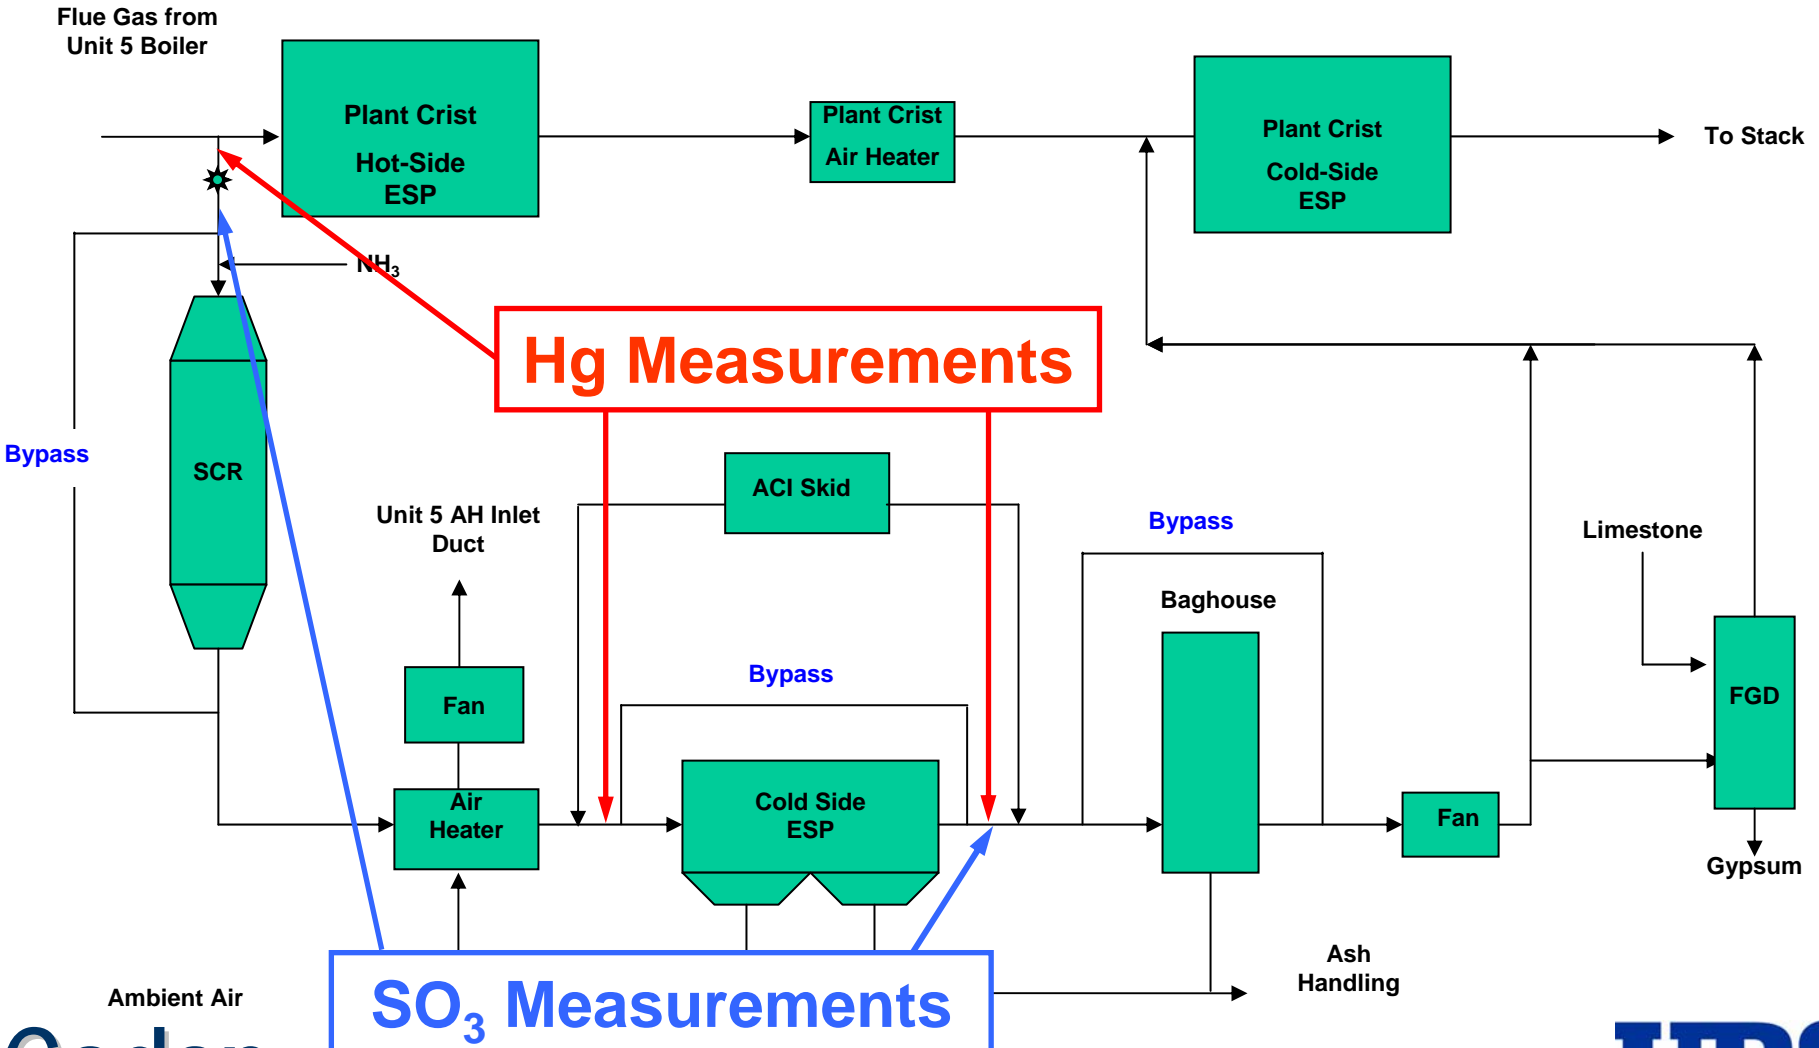 Flue Gas from
Unit 5 Boiler
Plant Crist
Hot-Side
ESP
Plant Crist
Air Heater
Plant Crist
Cold-Side
ESP
To Stack
NH₃
Hg Measurements
Bypass
SCR
ACI Skid
Unit 5 AH Inlet
Duct
Bypass
Limestone
Baghouse
Bypass
Fan
FGD
Air
Heater
Cold Side
ESP
Fan
Gypsum
Ash
Handling
Ambient Air
SO₃ Measurements